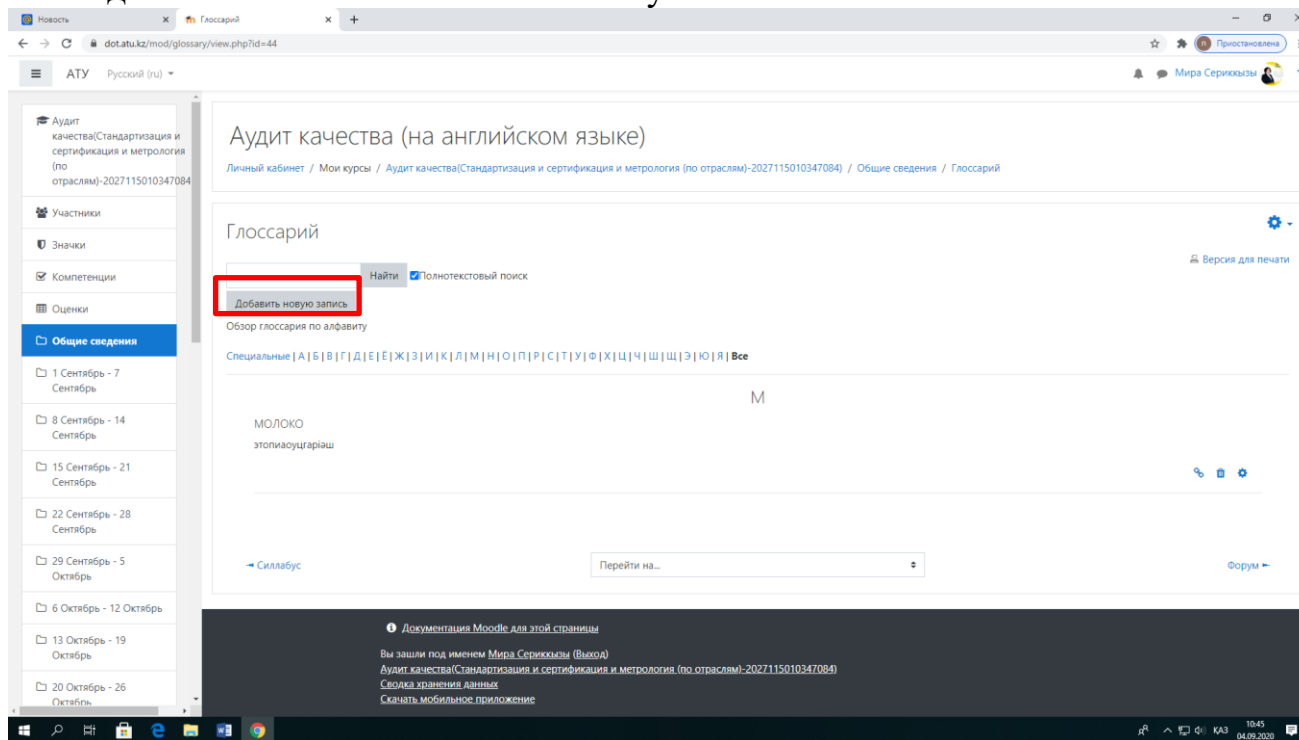 Новость
Глоссарий
dot.atu.kz/mod/glossary/view.php?id=44
Приостановлена
АТУ Русский (ru)
Мира Сериккызы
Аудит
качества(Стандартизация и
сертификация и метрология
(по
отраслям)-2027115010347084
Участники
Значки
Компетенции
Оценки
Общие сведения
1 Сентябрь - 7
Сентябрь
8 Сентябрь - 14
Сентябрь
15 Сентябрь - 21
Сентябрь
22 Сентябрь - 28
Сентябрь
29 Сентябрь - 5
Октябрь
6 Октябрь - 12 Октябрь
13 Октябрь - 19
Октябрь
20 Октябрь - 26
Октябрь
Аудит качества (на английском языке)
Личный кабинет / Мои курсы / Аудит качества(Стандартизация и сертификация и метрология (по отраслям)-2027115010347084) / Общие сведения / Глоссарий
Глоссарий
Версия для печати
Найти Полнотекстовый поиск
Добавить новую запись
Обзор глоссария по алфавиту
Специальные | А | Б | В | Г | Д | Е | Ё | Ж | З | И | К | Л | М | Н | О | П | Р | С | Т | У | Ф | Х | Ц | Ч | Ш | Щ | Э | Ю | Я | Все
М
МОЛОКО
этопиаоуцгаріәш
◄ Силлабус
Перейти на...
Форум ►
Документация Moodle для этой страницы
Вы зашли под именем Мира Сериккызы (Выход)
Аудит качества(Стандартизация и сертификация и метрология (по отраслям)-2027115010347084)
Сводка хранения данных
Скачать мобильное приложение
ҚАЗ
10:45
04.09.2020